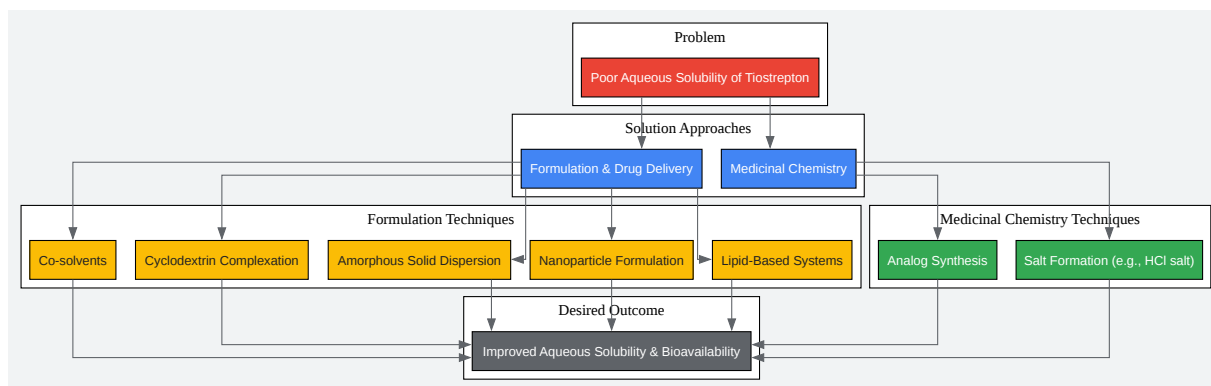 Problem
Poor Aqueous Solubility of Tiostrepton
Solution Approaches
Formulation & Drug Delivery
Medicinal Chemistry
Formulation Techniques
Medicinal Chemistry Techniques
Co-solvents
Cyclodextrin Complexation
Amorphous Solid Dispersion
Nanoparticle Formulation
Lipid-Based Systems
Analog Synthesis
Salt Formation (e.g., HCl salt)
Desired Outcome
Improved Aqueous Solubility & Bioavailability